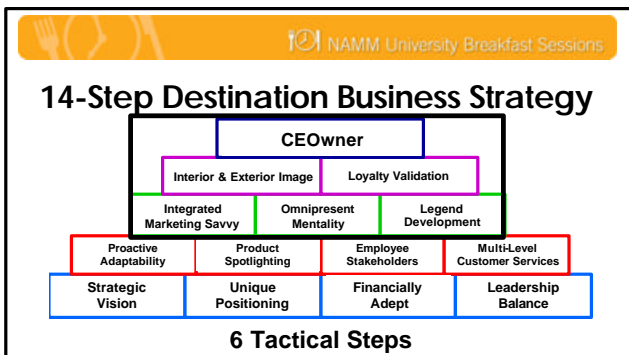 NAMM University Breakfast Sessions
14-Step Destination Business Strategy
CEOwner
Interior & Exterior Image
Loyalty Validation
Integrated
Marketing Savvy
Omnipresent
Mentality
Legend
Development
Proactive
Adaptability
Product
Spotlighting
Employee
Stakeholders
Multi-Level
Customer Services
Strategic
Vision
Unique
Positioning
Financially
Adept
Leadership
Balance
6 Tactical Steps